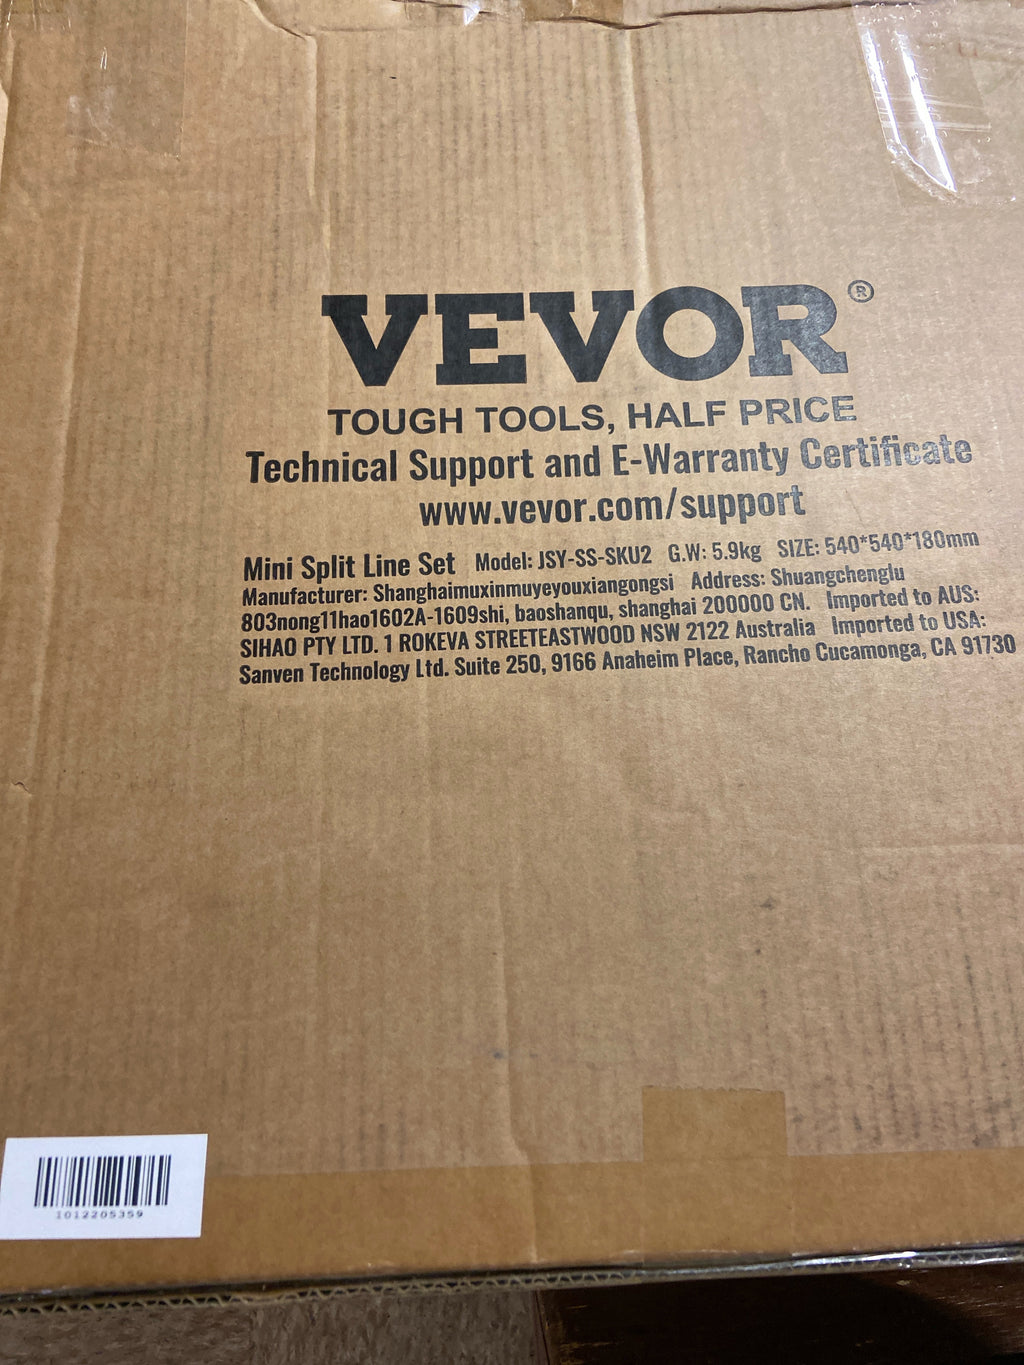 VEVOR®
TOUGH TOOLS, HALF PRICE
Technical Support and E-Warranty Certificate
www.vevor.com/support
Mini Split Line Set Model: JSY-SS-SKU2 G.W: 5.9kg SIZE: 540*540*180mm
Manufacturer: Shanghaimuxinmuyeyouxiangongsi Address: Shuangchenglu
803nong11hao1602A-1609shi, baoshanqu, shanghai 200000 CN. Imported to AUS:
SIHAO PTY LTD. 1 ROKEVA STREETEASTWOOD NSW 2122 Australia Imported to USA:
Sanven Technology Ltd. Suite 250, 9166 Anaheim Place, Rancho Cucamonga, CA 91730
1012205359